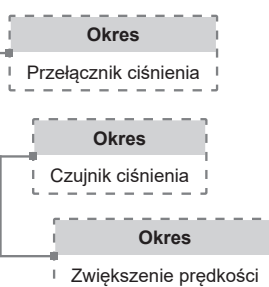 Okres
Przełącznik ciśnienia
Okres
Czujnik ciśnienia
Okres
Zwiększenie prędkości